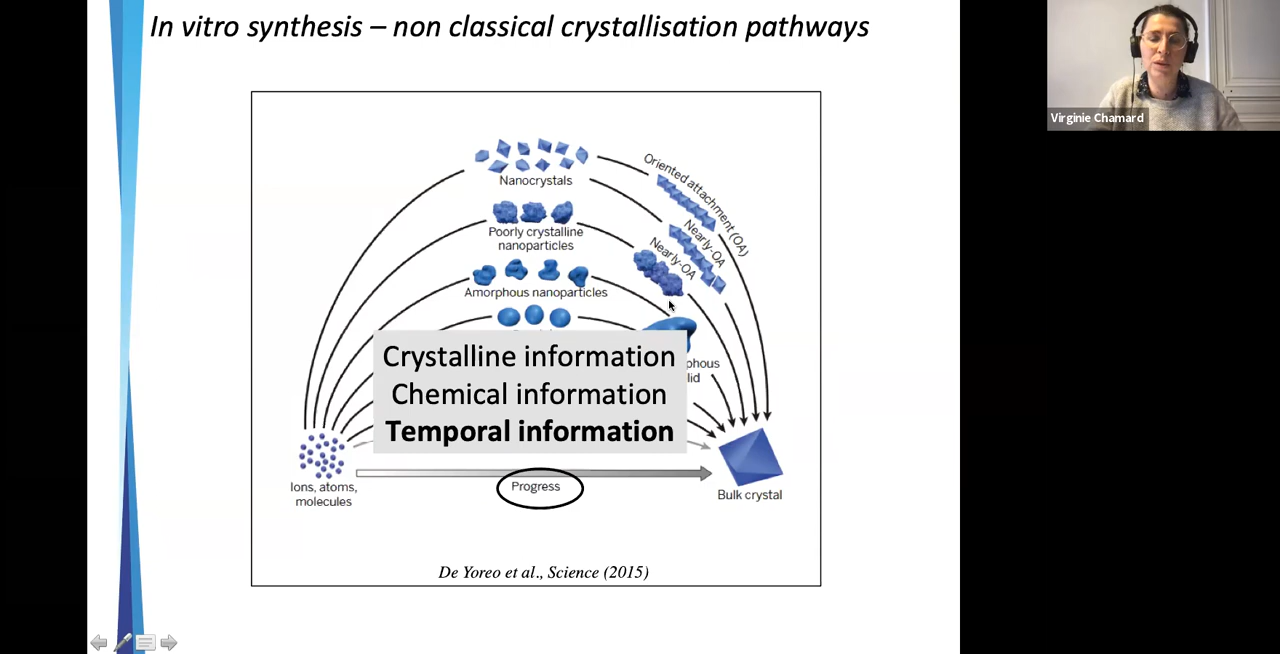 In vitro synthesis – non classical crystallisation pathways
Virginie Chamard
Nanocrystals
Oriented attachment (OA)
Poorly crystalline
nanoparticles
Nearly-OA
Nearly-OA
Amorphous nanoparticles
Crystalline information
Chemical information
Temporal information
phous
lid
Ions, atoms,
molecules
Progress
Bulk crystal
De Yoreo et al., Science (2015)